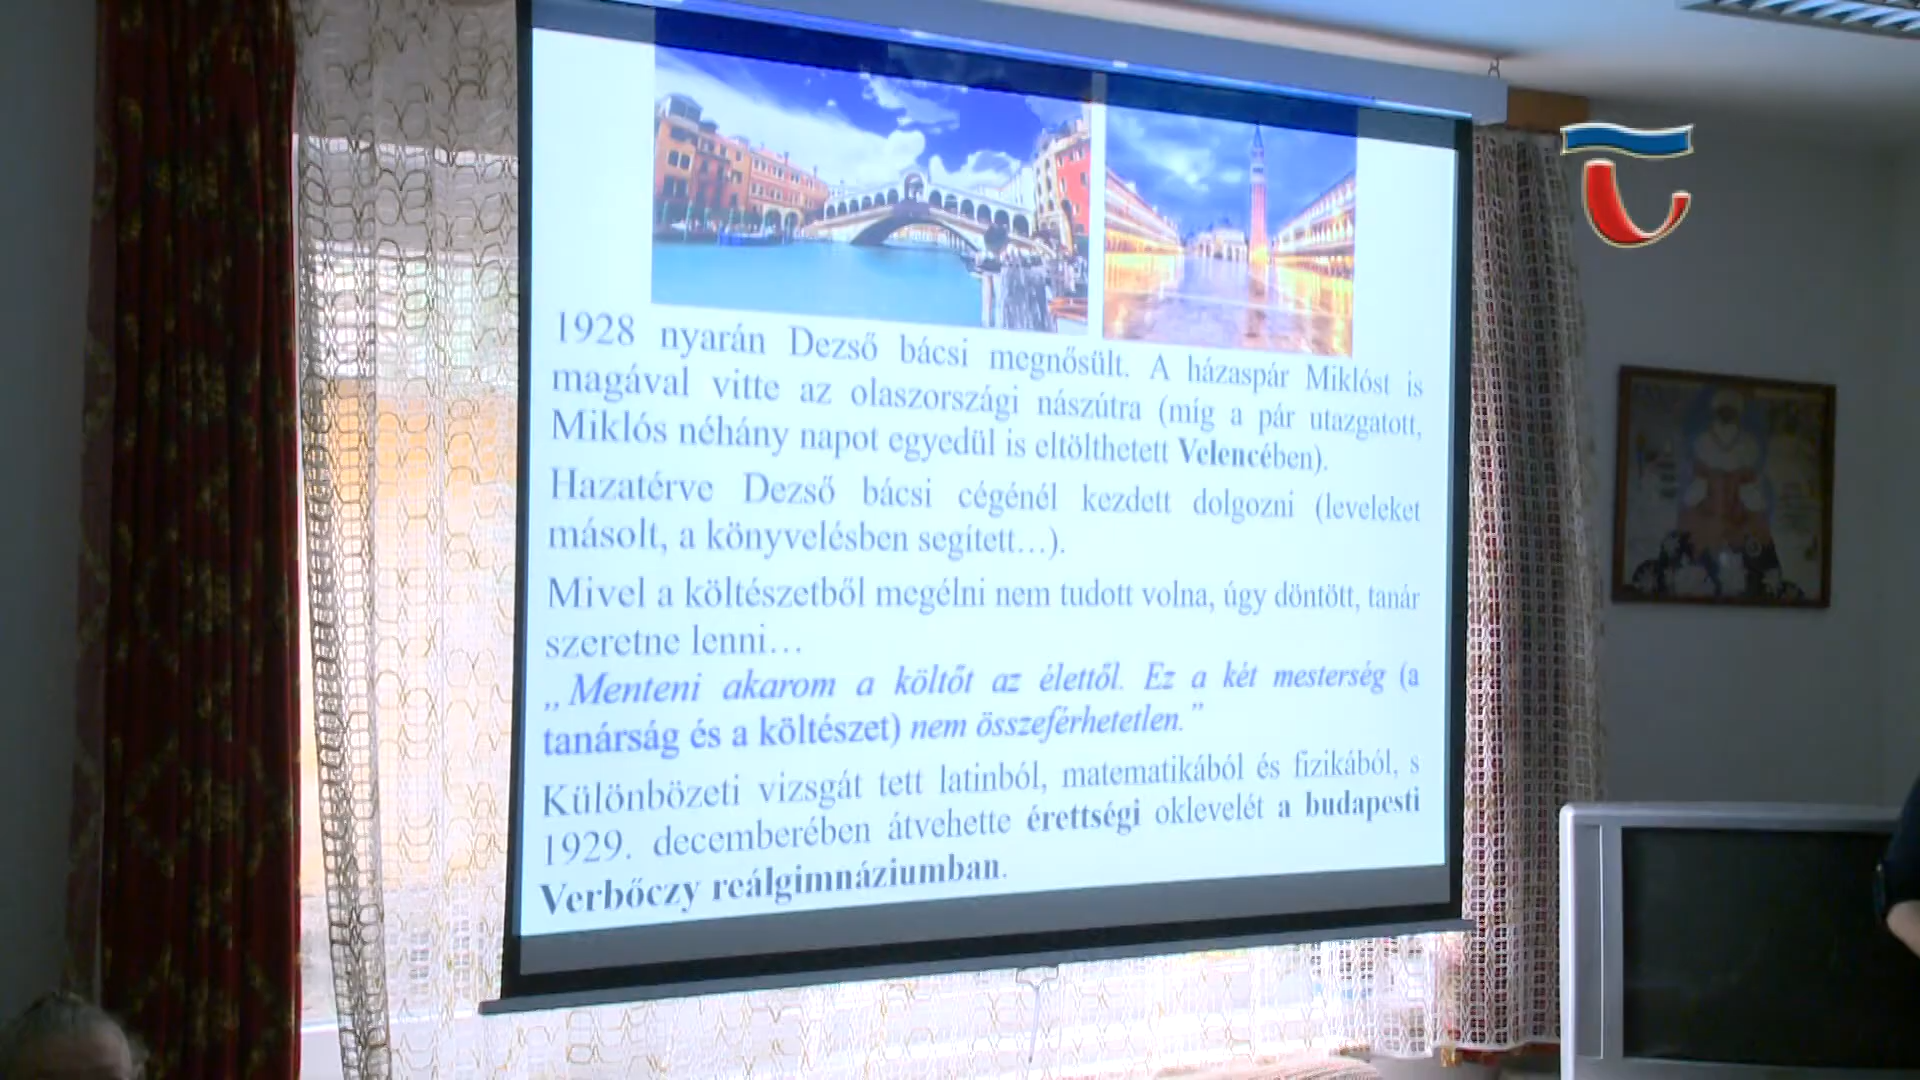 1928 nyarán Dezső bácsi megnősült. A házaspár Miklóst is
magával vitte az olaszországi nászútra (míg a pár utazgatott,
Miklós néhány napot egyedül is eltölthetett Velencében).
Hazatérve Dezső bácsi cégénél kezdett dolgozni (leveleket
másolt, a könyvelésben segített…).
Mivel a költészetből megélni nem tudott volna, úgy döntött, tanár
szeretne lenni…
„Menteni akarom a költőt az élettől. Ez a két mesterség (a
tanárság és a költészet) nem összeférhetetlen.”
Különbözeti vizsgát tett latinból, matematikából és fizikából, s
1929. decemberében átvehette érettségi oklevelét a budapesti
Verbőczy reálgimnáziumban.